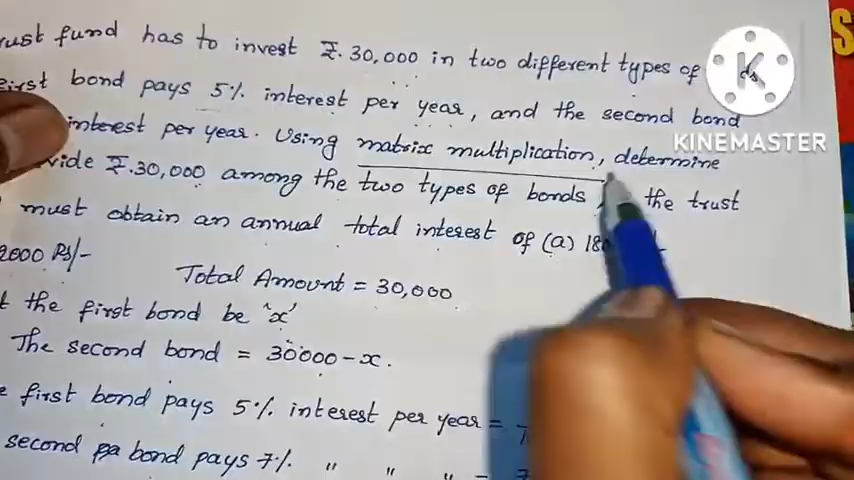 rust fund has to invest ₹. 30,000 in two different types of
First bond pays 5% interest per year, and the second bond
interest per year. Using matrix multiplication, determine
vide ₹.30,000 among the two types of bonds the trust
must obtain an annual total interest of (a) 180
2000 Rs/-
Total Amount = 30,000
t the first bond be 'x'
The second bond = 30000-x.
e first bond pays 5% interest per year =
second bond pays 7% " " " =
KINEMASTER
K
S